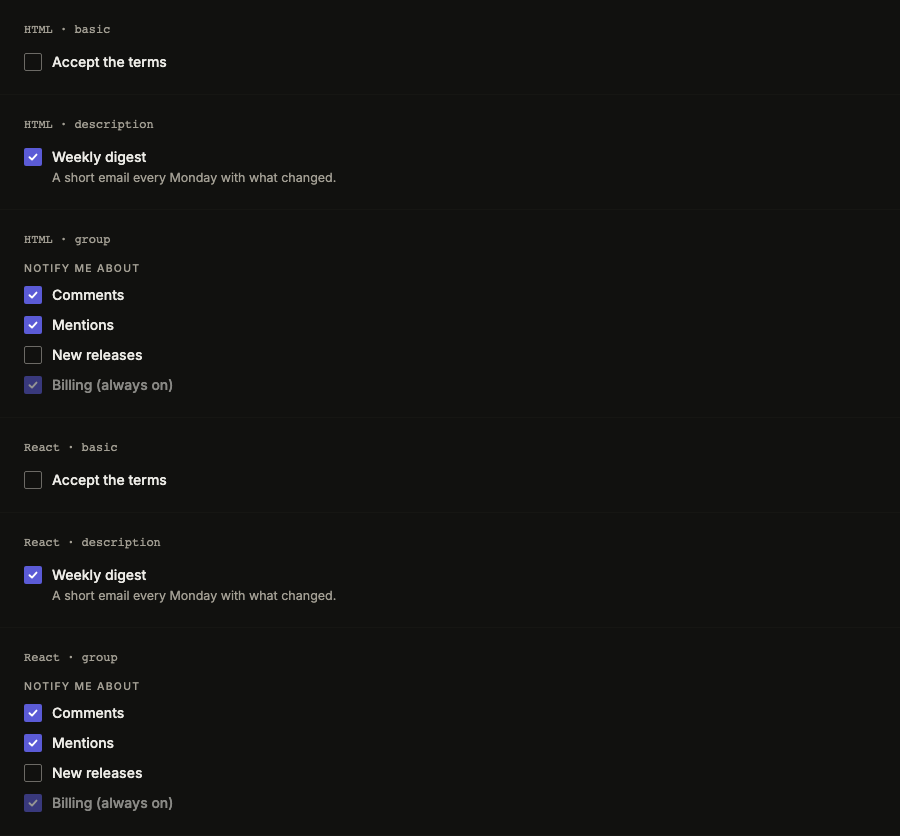 HTML · basic
Accept the terms
HTML · description
Weekly digest
A short email every Monday with what changed.
HTML · group
NOTIFY ME ABOUT
Comments
Mentions
New releases
Billing (always on)
React · basic
Accept the terms
React · description
Weekly digest
A short email every Monday with what changed.
React · group
NOTIFY ME ABOUT
Comments
Mentions
New releases
Billing (always on)